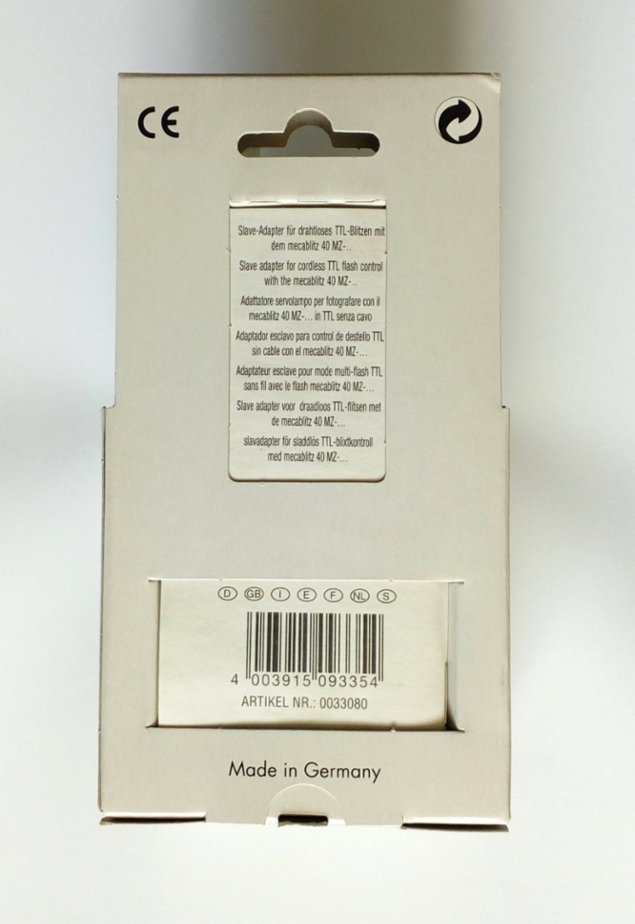 CE
Slave-Adapter für drahtloses TTL-Blitzen mit
dem mecablitz 40 MZ-..
Slave adapter for cordless TTL flash control
with the mecablitz 40 MZ-..
Adattatore servolampo per fotografare con il
mecablitz 40 MZ-... in TTL senza cavo
Adaptador esclavo para control de destello TTL
sin cable con el mecablitz 40 MZ-...
Adaptateur esclave pour mode multi-flash TTL
sans fil avec le flash mecablitz 40 MZ-...
Slave adapter voor draadloos TTL-flitsen met
de mecablitz 40 MZ-...
slavadapter för sladdlös TTL-blixtkontroll
med mecablitz 40 MZ-...
D GB I E F NL S
4 003915 093354
ARTIKEL NR.: 0033080
Made in Germany